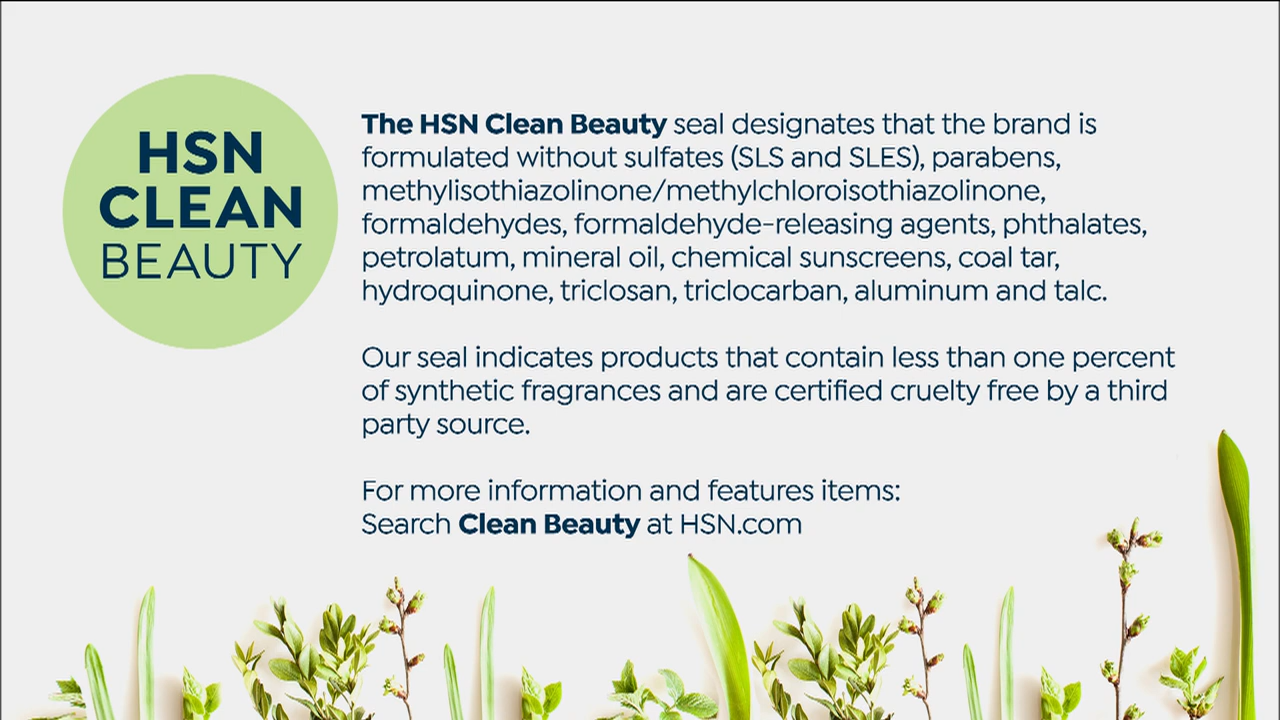 HSN
CLEAN
BEAUTY
The HSN Clean Beauty seal designates that the brand is
formulated without sulfates (SLS and SLES), parabens,
methylisothiazolinone/methylchloroisothiazolinone,
formaldehydes, formaldehyde-releasing agents, phthalates,
petrolatum, mineral oil, chemical sunscreens, coal tar,
hydroquinone, triclosan, triclocarban, aluminum and talc.
Our seal indicates products that contain less than one percent
of synthetic fragrances and are certified cruelty free by a third
party source.
For more information and features items:
Search Clean Beauty at HSN.com